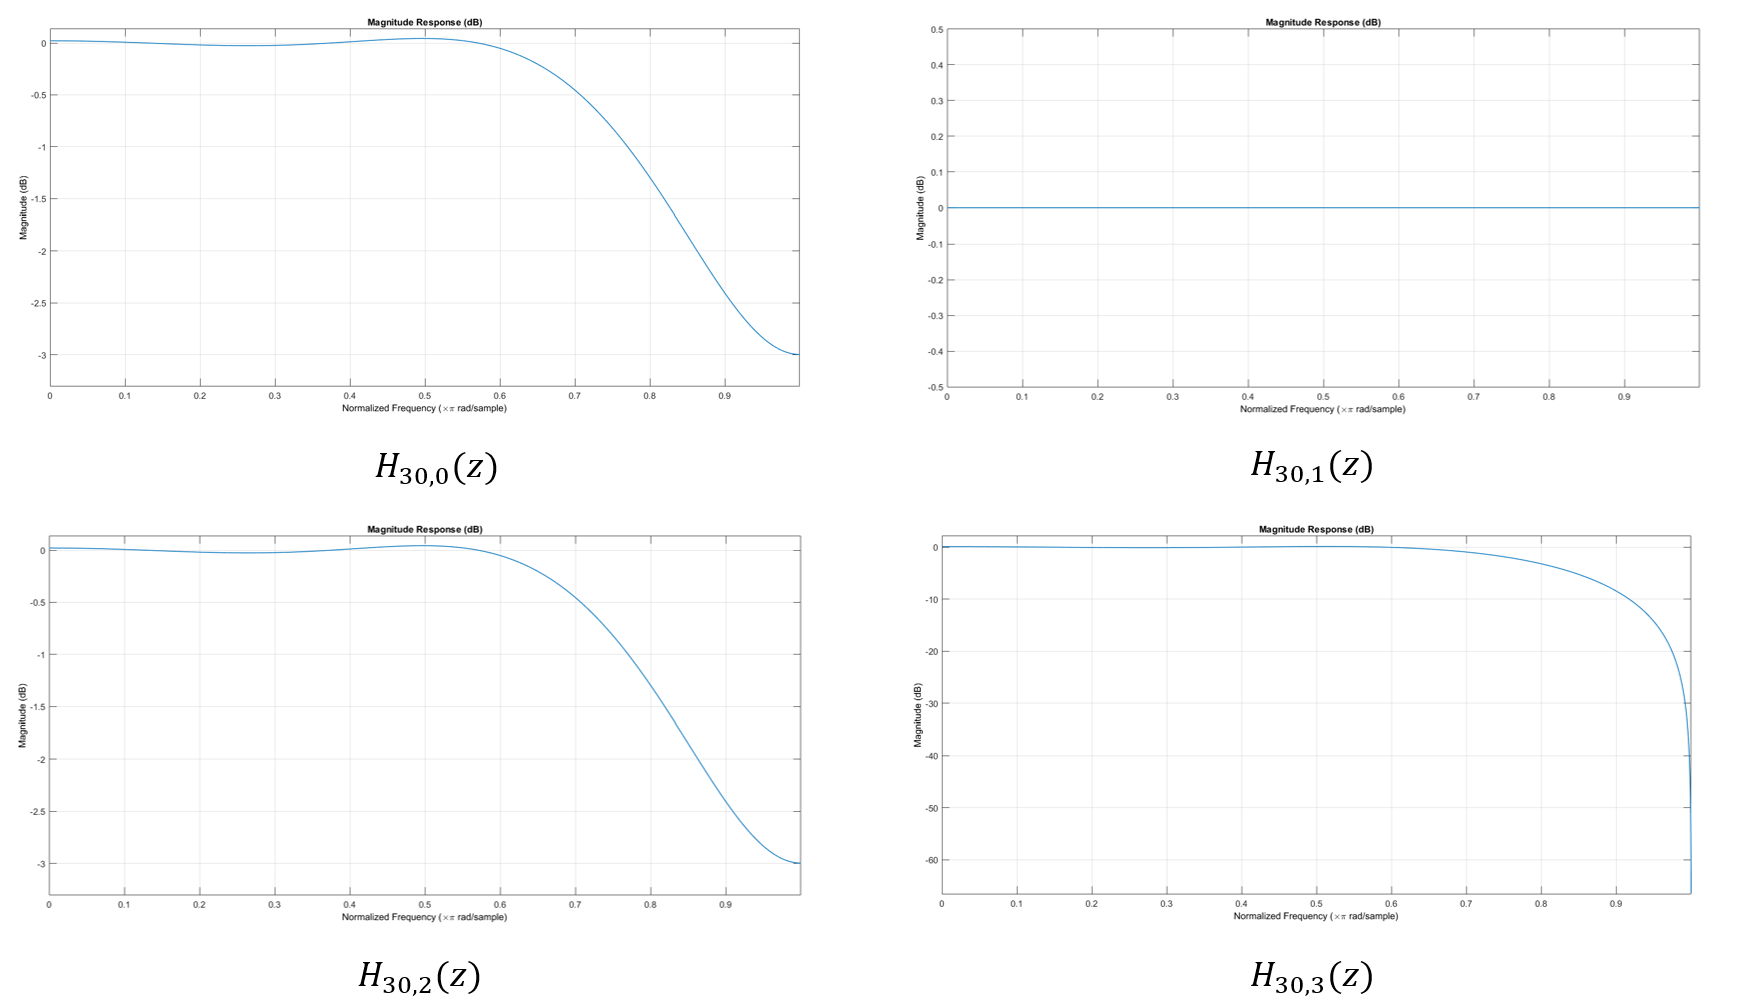 Magnitude Response (dB)
0
-0.5
-1
-1.5
-2
-2.5
-3
Magnitude (dB)
0 0.1 0.2 0.3 0.4 0.5 0.6 0.7 0.8 0.9
Normalized Frequency (×π rad/sample)
H30,0(z)
Magnitude Response (dB)
0.5
0.4
0.3
0.2
0.1
0
-0.1
-0.2
-0.3
-0.4
-0.5
Magnitude (dB)
0 0.1 0.2 0.3 0.4 0.5 0.6 0.7 0.8 0.9
Normalized Frequency (×π rad/sample)
H30,1(z)
Magnitude Response (dB)
0
-0.5
-1
-1.5
-2
-2.5
-3
Magnitude (dB)
0 0.1 0.2 0.3 0.4 0.5 0.6 0.7 0.8 0.9
Normalized Frequency (×π rad/sample)
H30,2(z)
Magnitude Response (dB)
0
-10
-20
-30
-40
-50
-60
Magnitude (dB)
0 0.1 0.2 0.3 0.4 0.5 0.6 0.7 0.8 0.9
Normalized Frequency (×π rad/sample)
H30,3(z)